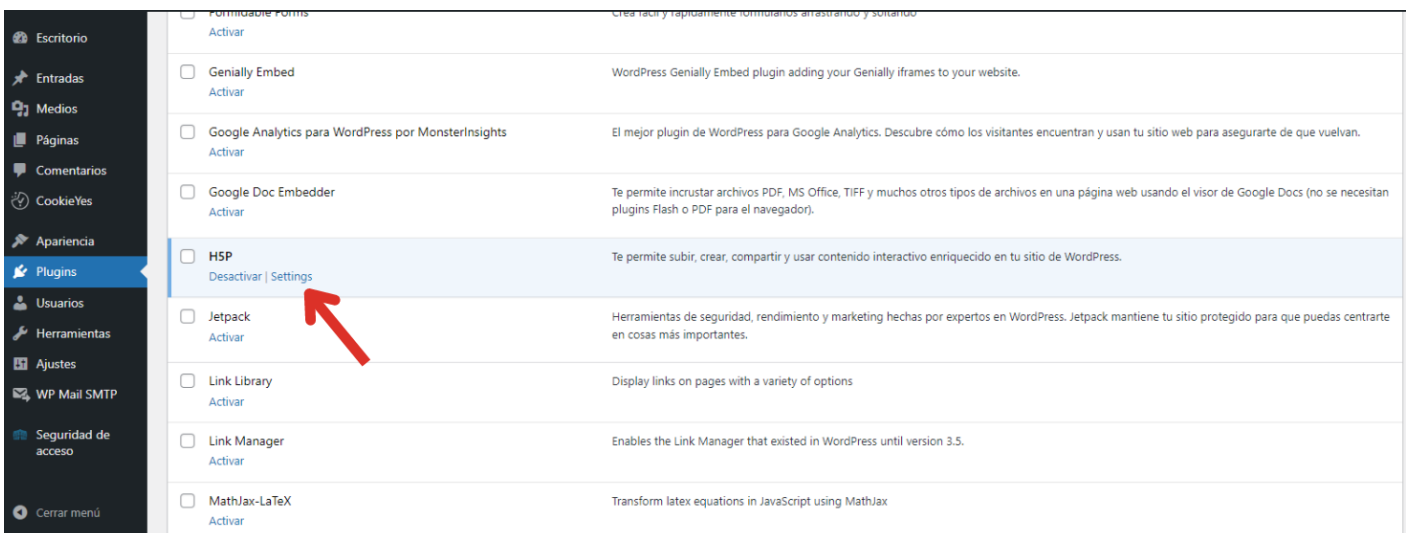 Formidable Forms
Crea fácil y rápidamente formularios arrastrando y soltando
Activar
Escritorio
Entradas
Medios
Páginas
Comentarios
CookieYes
Apariencia
Plugins
Usuarios
Herramientas
Ajustes
WP Mail SMTP
Seguridad de
acceso
Cerrar menú
Genially Embed
WordPress Genially Embed plugin adding your Genially iframes to your website.
Activar
Google Analytics para WordPress por MonsterInsights
El mejor plugin de WordPress para Google Analytics. Descubre cómo los visitantes encuentran y usan tu sitio web para asegurarte de que vuelvan.
Activar
Google Doc Embedder
Te permite incrustar archivos PDF, MS Office, TIFF y muchos otros tipos de archivos en una página web usando el visor de Google Docs (no se necesitan
plugins Flash o PDF para el navegador).
Activar
H5P
Te permite subir, crear, compartir y usar contenido interactivo enriquecido en tu sitio de WordPress.
Desactivar | Settings
Jetpack
Herramientas de seguridad, rendimiento y marketing hechas por expertos en WordPress. Jetpack mantiene tu sitio protegido para que puedas centrarte
en cosas más importantes.
Activar
Link Library
Display links on pages with a variety of options
Activar
Link Manager
Enables the Link Manager that existed in WordPress until version 3.5.
Activar
MathJax-LaTeX
Transform latex equations in JavaScript using MathJax
Activar